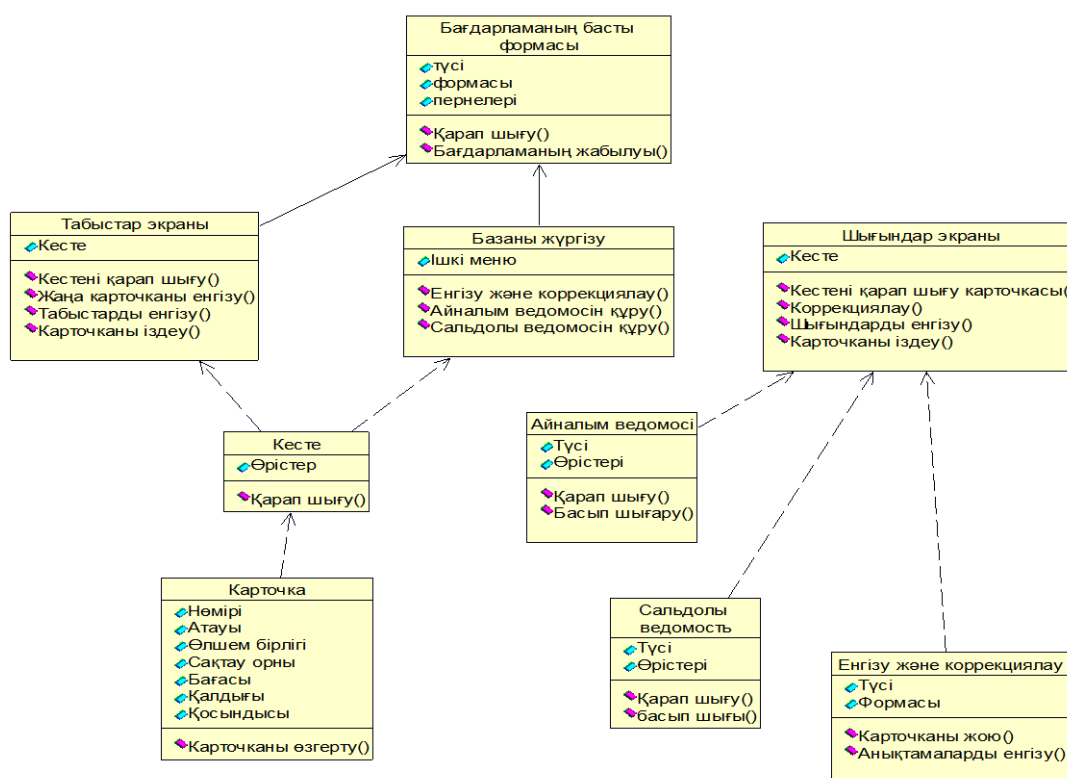 Бағдарламаның басты
формасы
түсі
формасы
пернелері
Қарап шығу()
Бағдарламаның жабылуы()
Табыстар экраны
Кесте
Кестені қарап шығу()
Жаңа карточканы енгізу()
Табыстарды енгізу()
Карточканы іздеу()
Базаны жүргізу
Ішкі меню
Енгізу және коррекциялау()
Айналым ведомосін құру()
Сальдолы ведомосін құру()
Шығындар экраны
Кесте
Кестені қарап шығу карточкасы()
Коррекциялау()
Шығындарды енгізу()
Карточканы іздеу()
Кесте
Өрістер
Қарап шығу()
Айналым ведомосі
Түсі
Өрістері
Қарап шығу()
Басып шығару()
Карточка
Нөмірі
Атауы
Өлшем бірлігі
Сақтау орны
Бағасы
Қалдығы
Қосындысы
Карточканы өзгерту()
Сальдолы
ведомость
Түсі
Өрістері
Қарап шығу()
басып шығы()
Енгізу және коррекциялау
Түсі
Формасы
Карточканы жою()
Анықтамаларды енгізу()